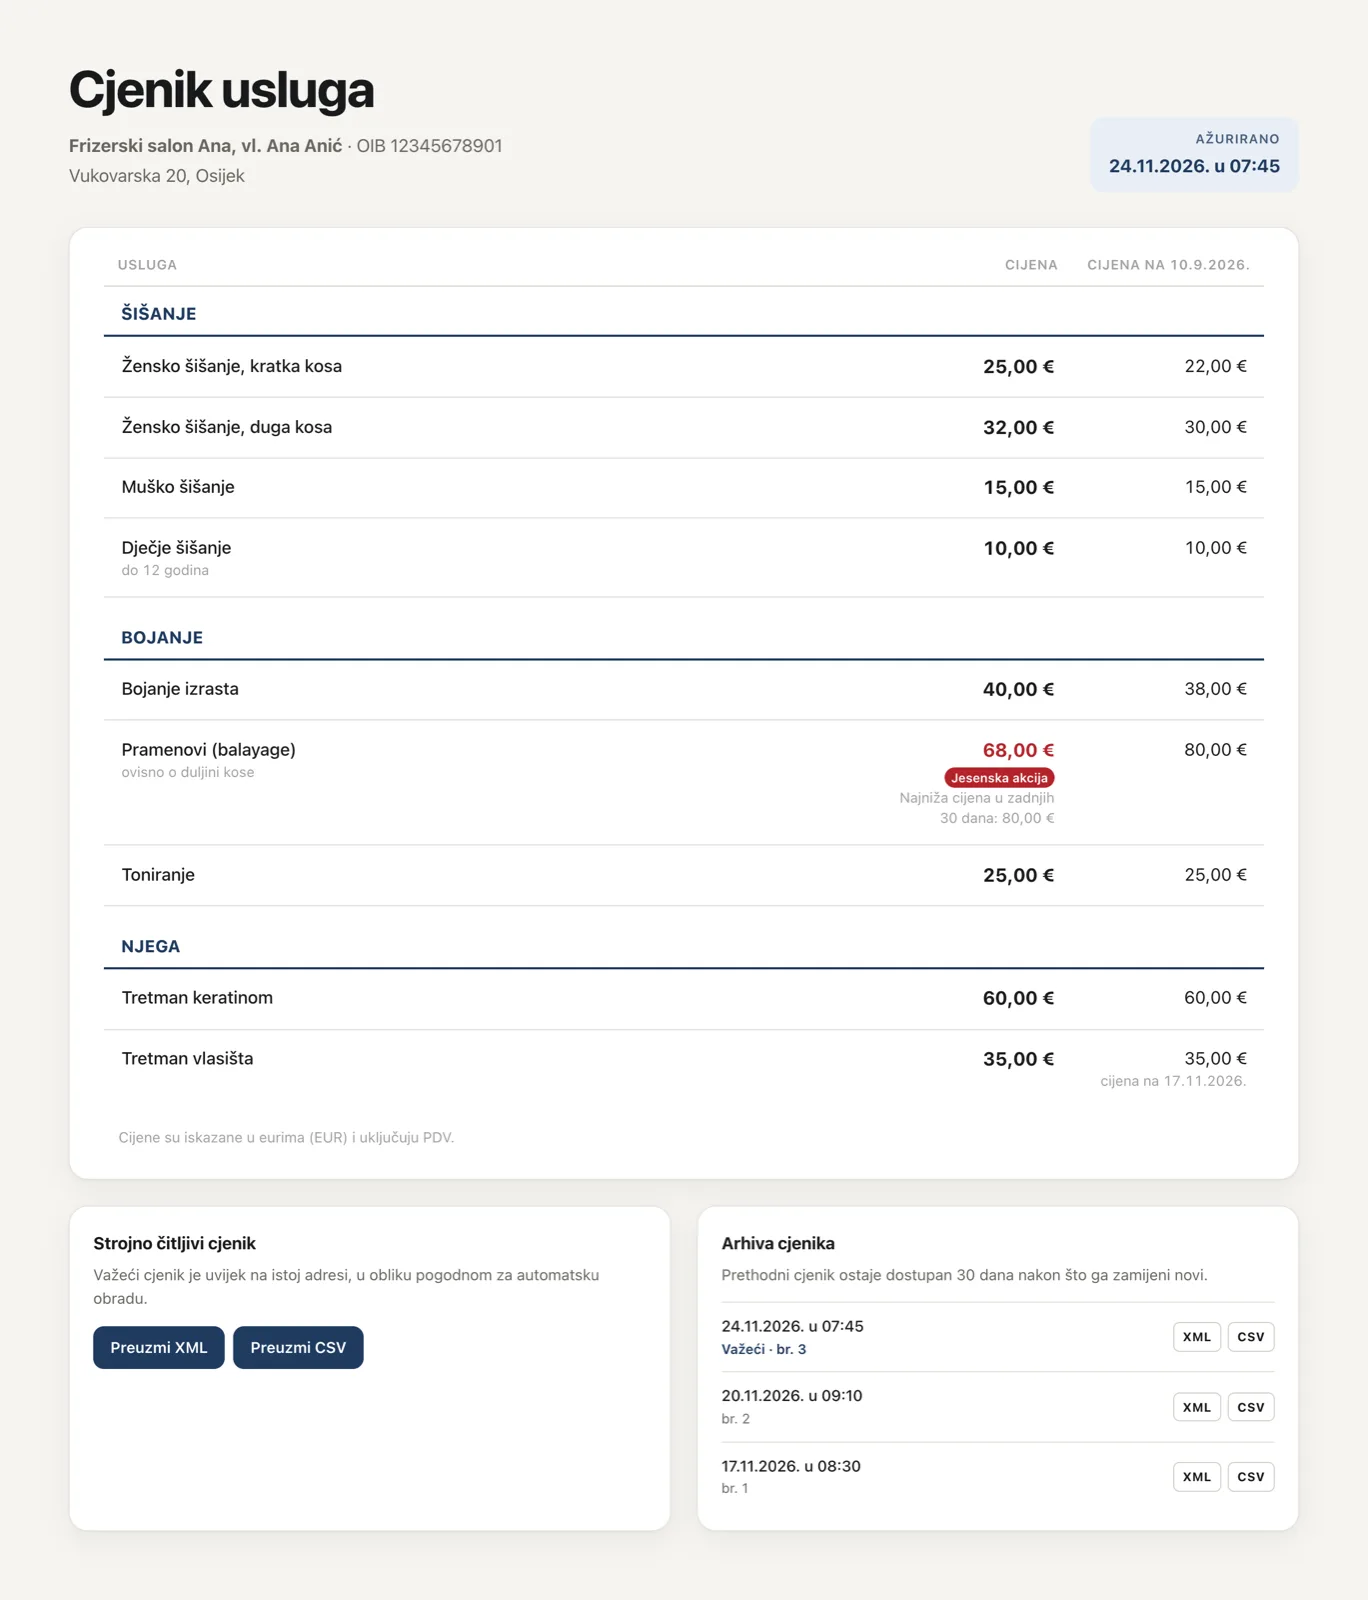 Cjenik usluga
Frizerski salon Ana, vl. Ana Anić · OIB 12345678901
Vukovarska 20, Osijek
AŽURIRANO
24.11.2026. u 07:45
USLUGA CIJENA CIJENA NA 10.9.2026.
ŠIŠANJE
Žensko šišanje, kratka kosa 25,00 € 22,00 €
Žensko šišanje, duga kosa 32,00 € 30,00 €
Muško šišanje 15,00 € 15,00 €
Dječje šišanje 10,00 € 10,00 €
do 12 godina
BOJANJE
Bojanje izrasta 40,00 € 38,00 €
Pramenovi (balayage) 68,00 € 80,00 €
ovisno o duljini kose
Jesenska akcija
Najniža cijena u zadnjih
30 dana: 80,00 €
Toniranje 25,00 € 25,00 €
NJEGA
Tretman keratinom 60,00 € 60,00 €
Tretman vlasišta 35,00 € 35,00 €
cijena na 17.11.2026.
Cijene su iskazane u eurima (EUR) i uključuju PDV.
Strojno čitljivi cjenik
Važeći cjenik je uvijek na istoj adresi, u obliku pogodnom za automatsku
obradu.
Preuzmi XML Preuzmi CSV
Arhiva cjenika
Prethodni cjenik ostaje dostupan 30 dana nakon što ga zamijeni novi.
24.11.2026. u 07:45 XML CSV
Važeći · br. 3
20.11.2026. u 09:10 XML CSV
br. 2
17.11.2026. u 08:30 XML CSV
br. 1